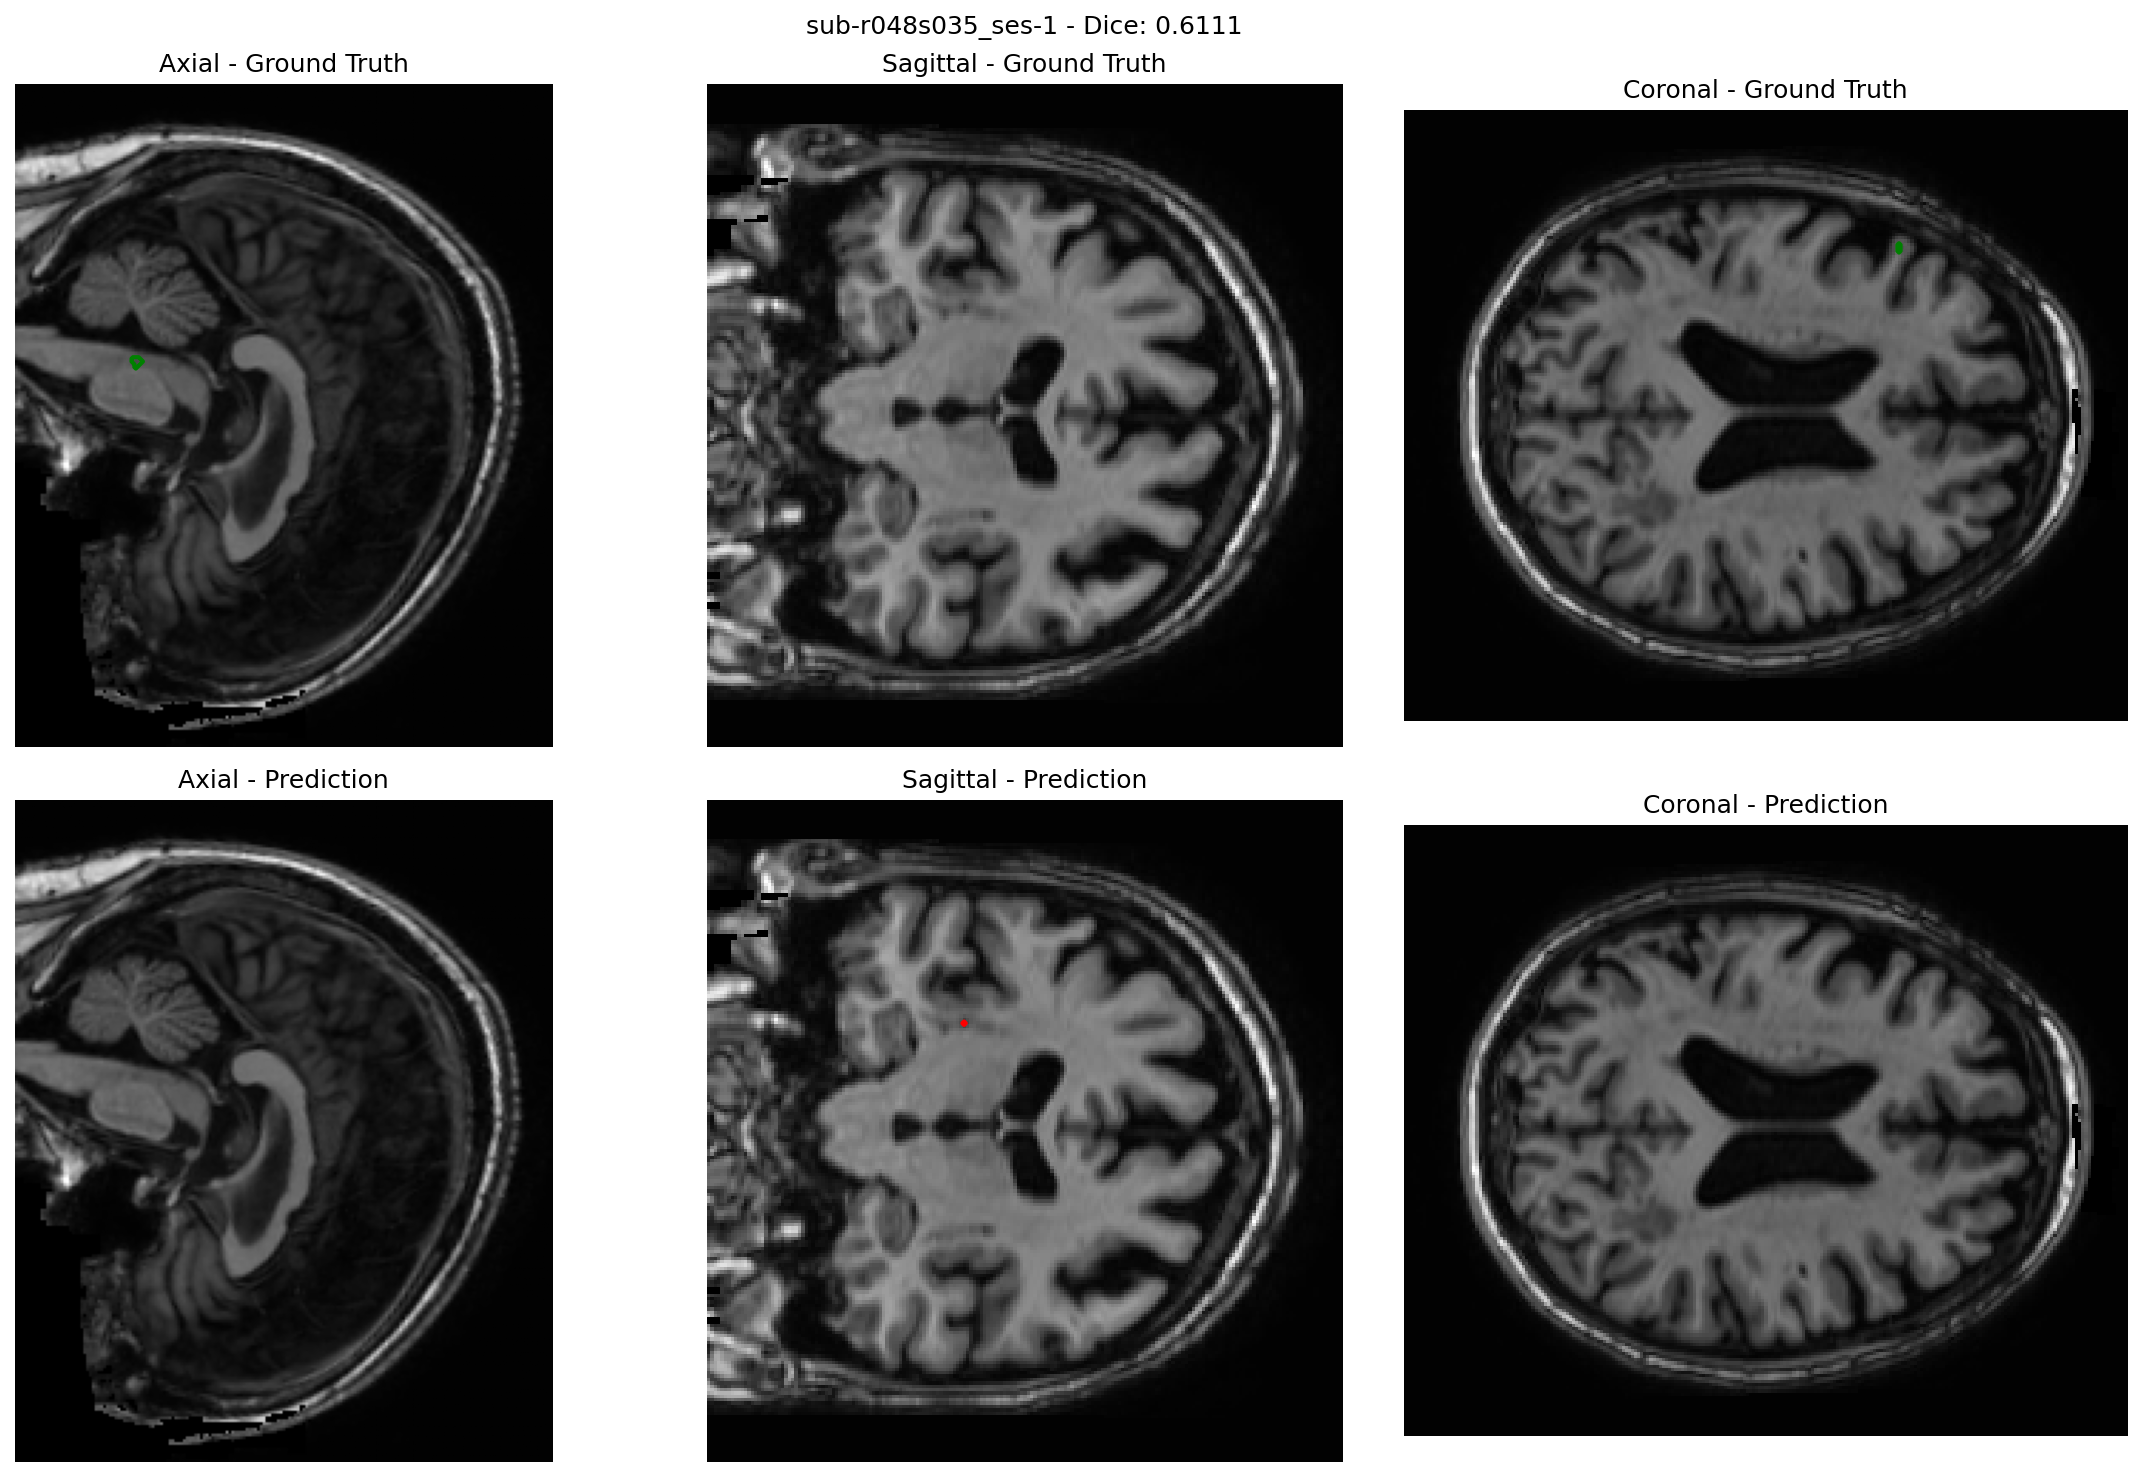 sub-r048s035_ses-1 - Dice: 0.6111
Axial - Ground Truth
Sagittal - Ground Truth
Coronal - Ground Truth
Axial - Prediction
Sagittal - Prediction
Coronal - Prediction